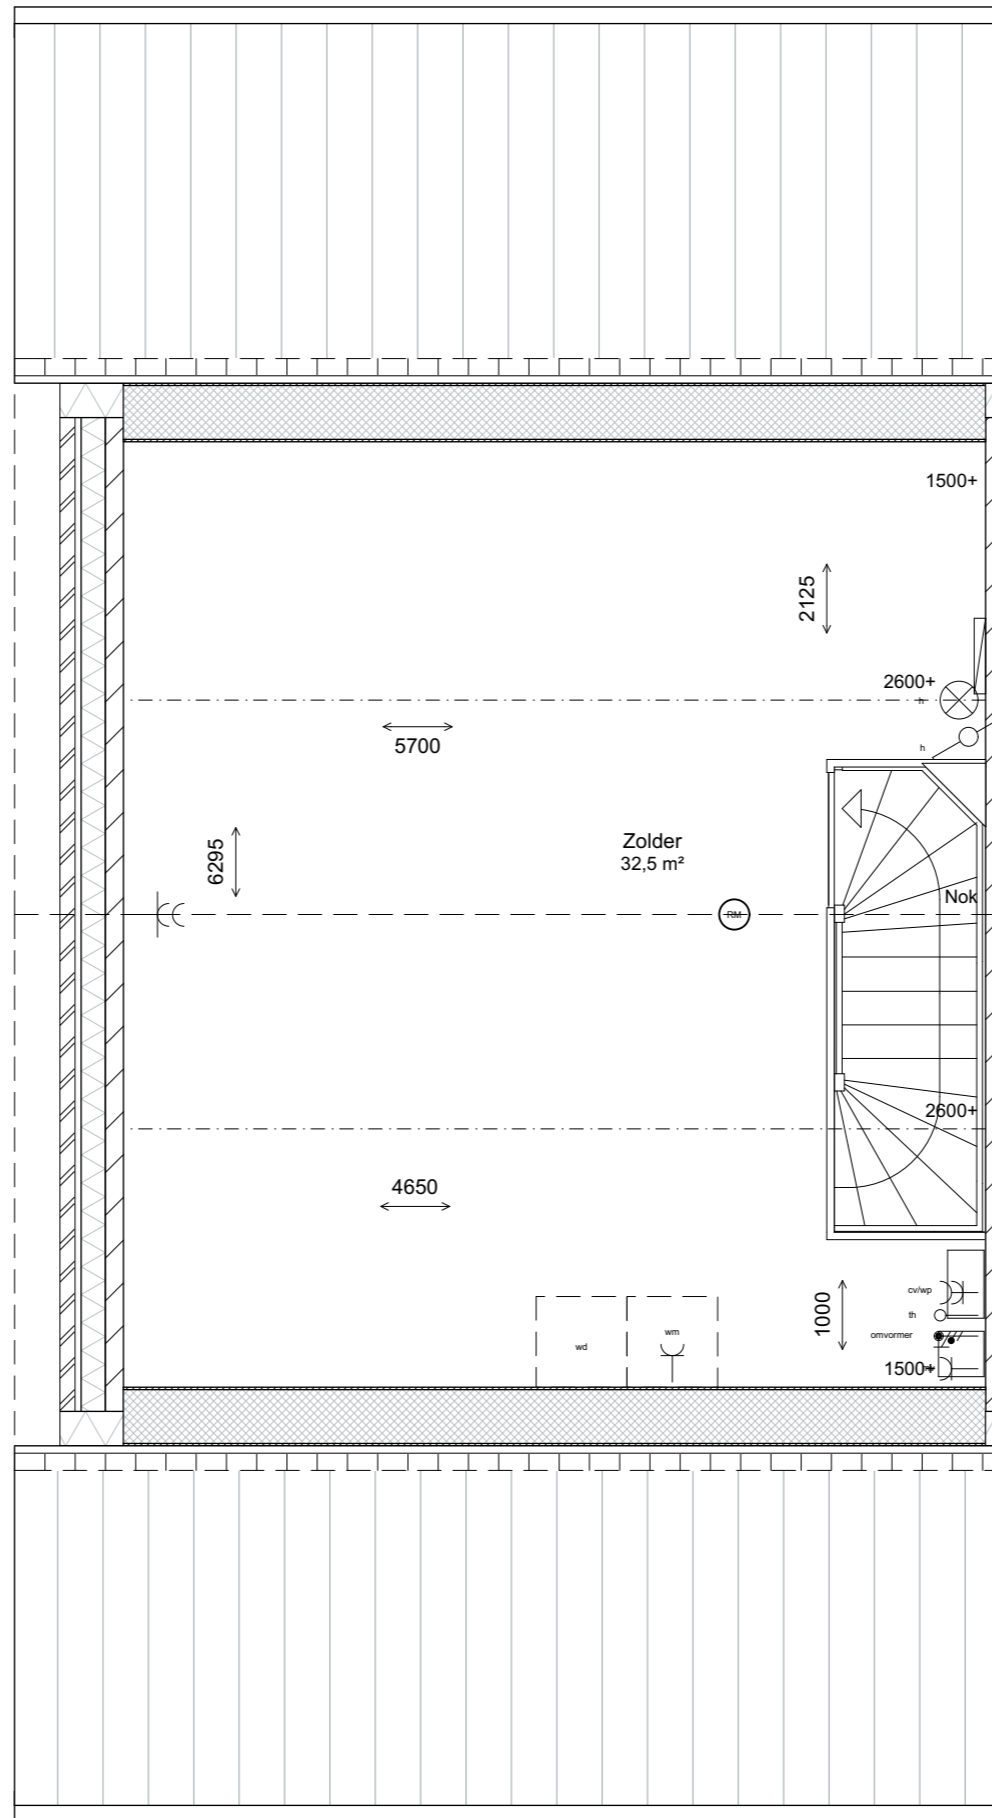 1500+
2125
2600+
h
5700
h
6295
Zolder
32,5 m²
Nok
RM
2600+
4650
cv/wp
1000
th
omvormer
wm
wd
1500+